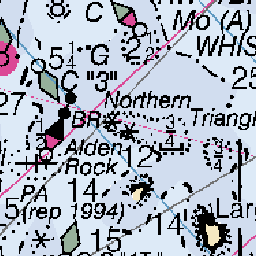 8 C
Mo (A)
2
WHIS
5 G
C "3"
25
27
Northern
BR
Triangl
3/4
3/4
Alden
Rock
12
14
PA
(rep 1994)
5
14
Larg
15